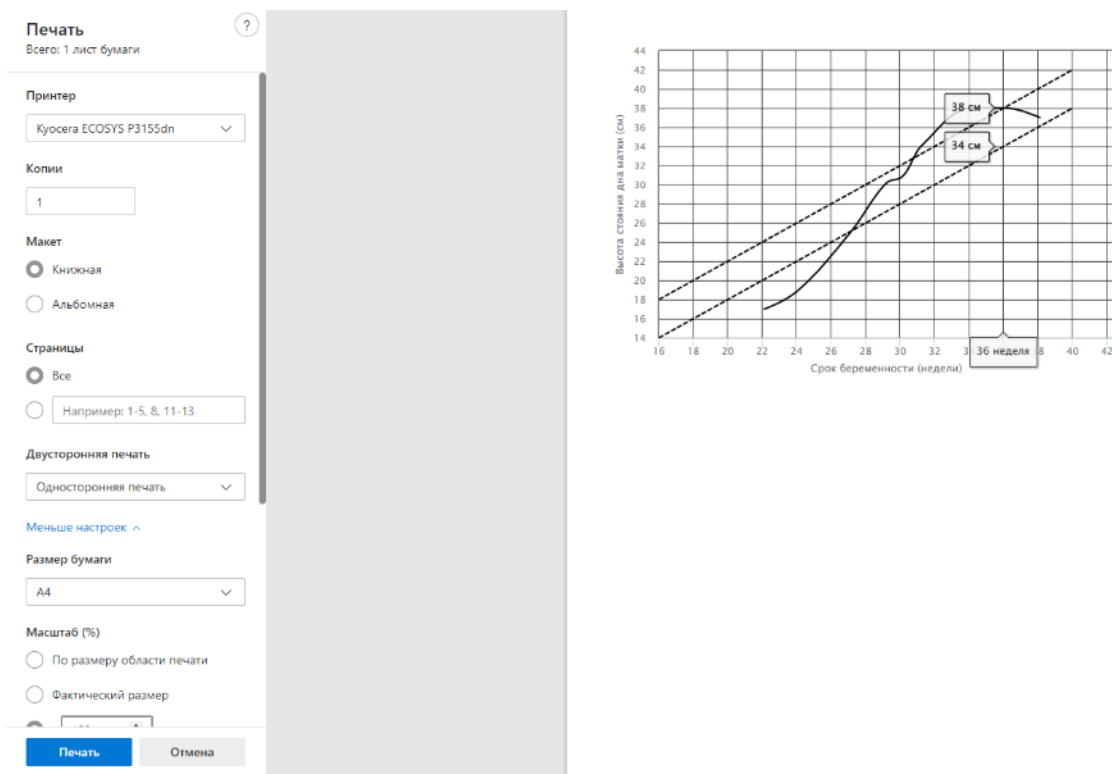 Печать
?
Всего: 1 лист бумаги
Принтер
Kyocera ECOSYS P3155dn
Копии
1
Макет
Книжная
Альбомная
Страницы
Все
Например: 1-5, 8, 11-13
Двусторонняя печать
Односторонняя печать
Меньше настроек
Размер бумаги
A4
Масштаб (%)
По размеру области печати
Фактический размер
Печать
Отмена
Высота стояния дна матки (см)
44
42
40
38
36
34
32
30
28
26
24
22
20
18
16
14
38 см
34 см
16 18 20 22 24 26 28 30 32 36 неделя 8 40 42
Срок беременности (недели)